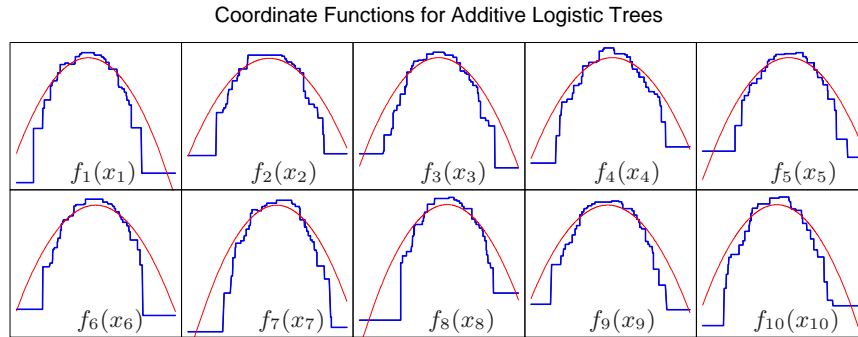 Coordinate Functions for Additive Logistic Trees
f₁(x₁) f₂(x₂) f₃(x₃) f₄(x₄) f₅(x₅)
f₆(x₆) f₇(x₇) f₈(x₈) f₉(x₉) f₁₀(x₁₀)